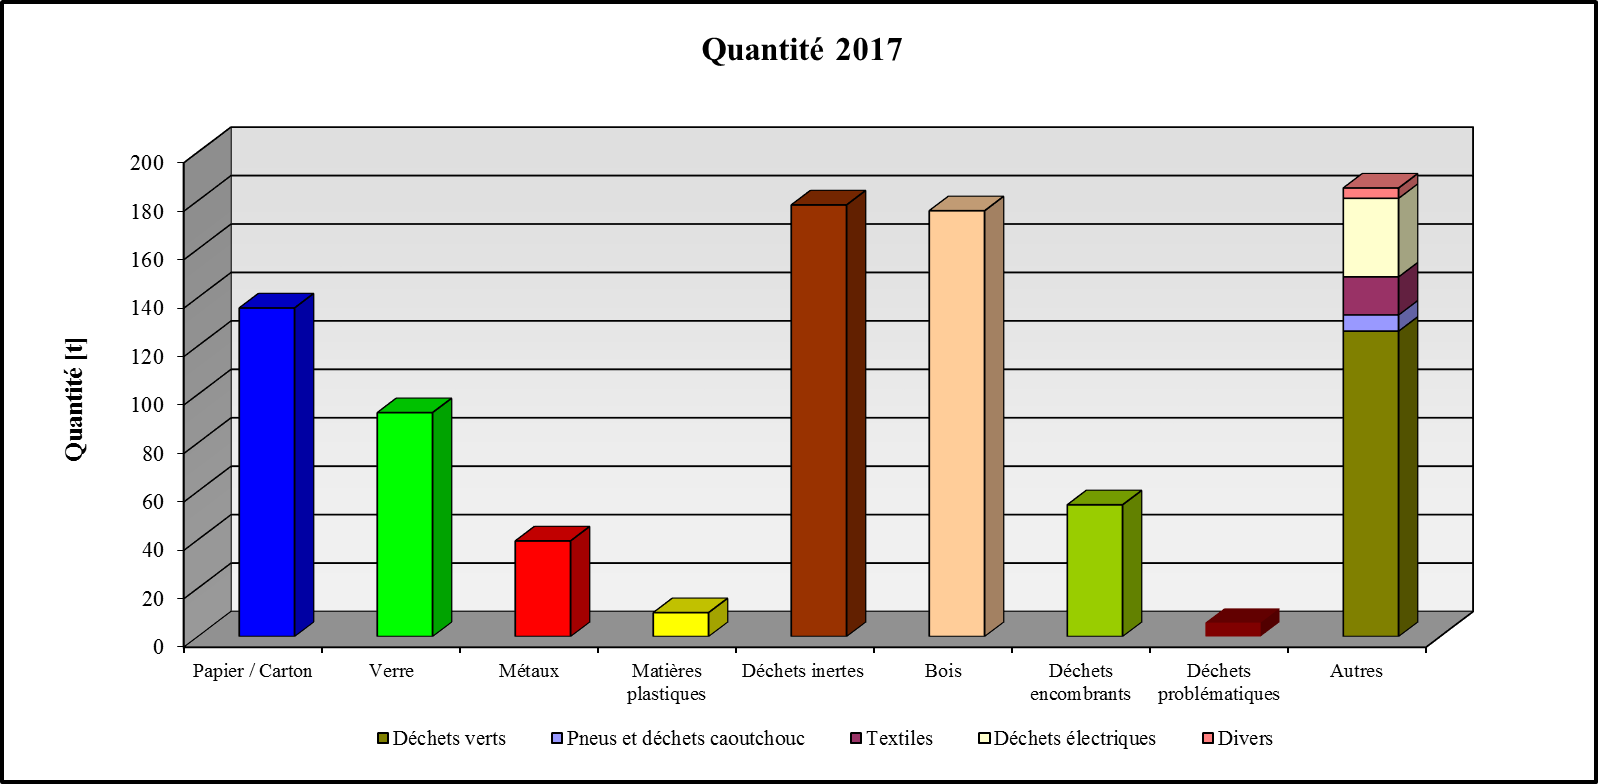 Quantité 2017
Quantité [t]
200
180
160
140
120
100
80
60
40
20
0
Papier / Carton
Verre
Métaux
Matières
plastiques
Déchets inertes
Bois
Déchets
encombrants
Déchets
problématiques
Autres
Déchets verts
Pneus et déchets caoutchouc
Textiles
Déchets électriques
Divers